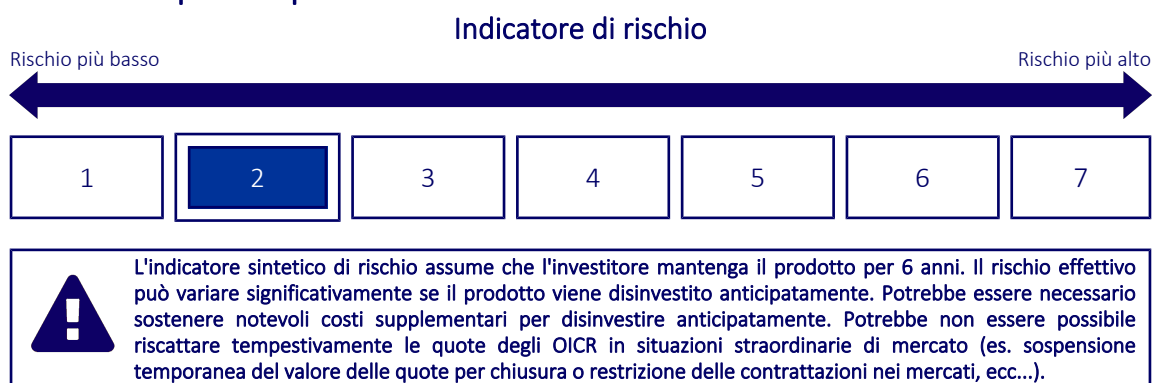 Indicatore di rischio
Rischio più basso
Rischio più alto
1
2
3
4
5
6
7
L'indicatore sintetico di rischio assume che l'investitore mantenga il prodotto per 6 anni. Il rischio effettivo
può variare significativamente se il prodotto viene disinvestito anticipatamente. Potrebbe essere necessario
sostenere notevoli costi supplementari per disinvestire anticipatamente. Potrebbe non essere possibile
riscattare tempestivamente le quote degli OICR in situazioni straordinarie di mercato (es. sospensione
temporanea del valore delle quote per chiusura o restrizione delle contrattazioni nei mercati, ecc...).